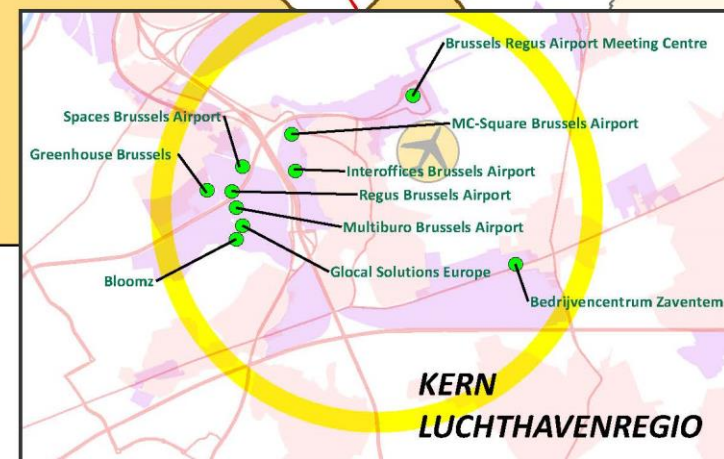 Brussels Regus Airport Meeting Centre
Spaces Brussels Airport
MC-Square Brussels Airport
Greenhouse Brussels
Interoffices Brussels Airport
Regus Brussels Airport
Multiburo Brussels Airport
Glocal Solutions Europe
Bloomz
Bedrijvencentrum Zaventem
KERN
LUCHTHAVENREGIO